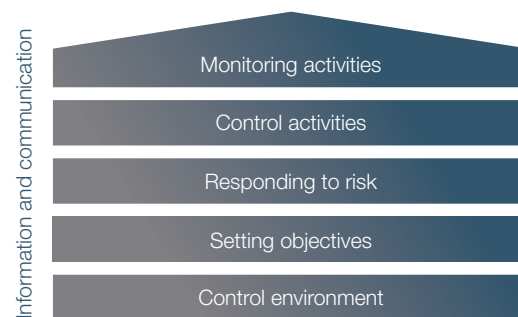 Information and communication
Monitoring activities
Control activities
Responding to risk
Setting objectives
Control environment